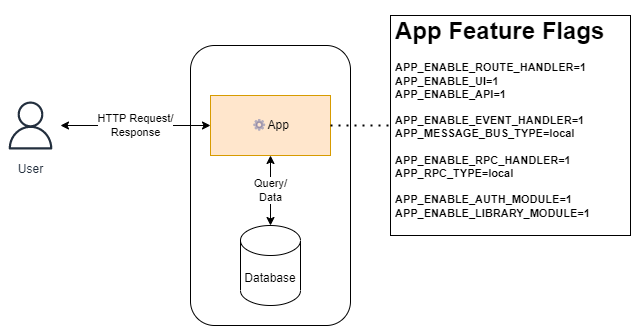 App Feature Flags
APP_ENABLE_ROUTE_HANDLER=1
APP_ENABLE_UI=1
APP_ENABLE_API=1
APP_ENABLE_EVENT_HANDLER=1
APP_MESSAGE_BUS_TYPE=local
APP_ENABLE_RPC_HANDLER=1
APP_RPC_TYPE=local
APP_ENABLE_AUTH_MODULE=1
APP_ENABLE_LIBRARY_MODULE=1
HTTP Request/
Response
App
User
Query/
Data
Database